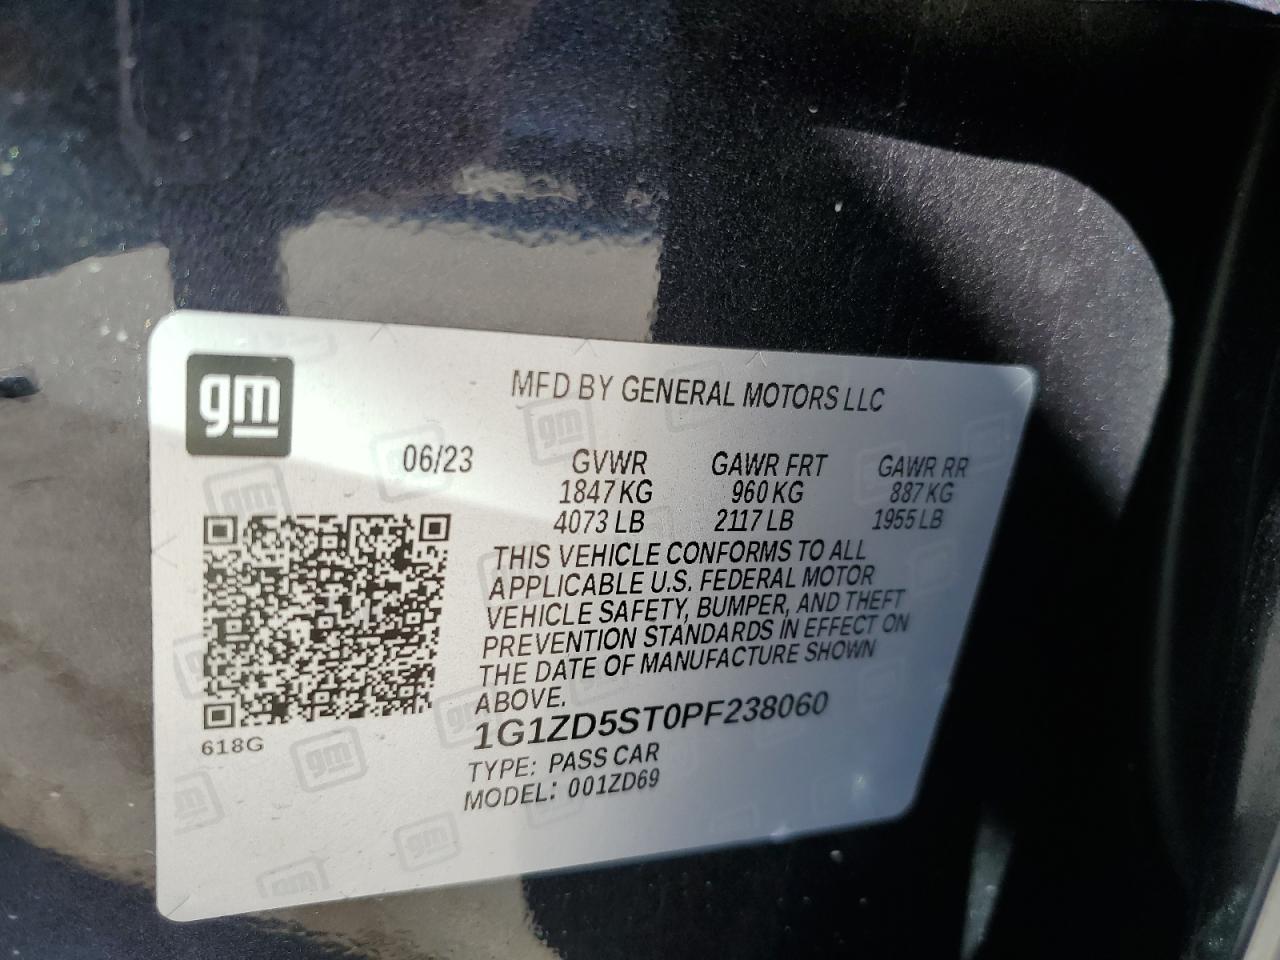 gm
MFD BY GENERAL MOTORS LLC
06/23 GVWR GAWR FRT GAWR RR
1847 KG 960 KG 887 KG
4073 LB 2117 LB 1955 LB
THIS VEHICLE CONFORMS TO ALL
APPLICABLE U.S. FEDERAL MOTOR
VEHICLE SAFETY, BUMPER, AND THEFT
PREVENTION STANDARDS IN EFFECT ON
THE DATE OF MANUFACTURE SHOWN
ABOVE.
1G1ZD5ST0PF238060
TYPE: PASS CAR
MODEL: 001ZD69
618G